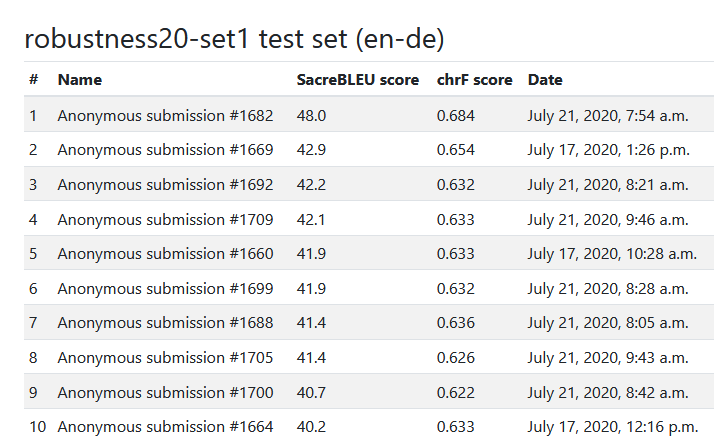 robustness20-set1 test set (en-de)
# Name SacreBLEU score chrF score Date
1 Anonymous submission #1682 48.0 0.684 July 21, 2020, 7:54 a.m.
2 Anonymous submission #1669 42.9 0.654 July 17, 2020, 1:26 p.m.
3 Anonymous submission #1692 42.2 0.632 July 21, 2020, 8:21 a.m.
4 Anonymous submission #1709 42.1 0.633 July 21, 2020, 9:46 a.m.
5 Anonymous submission #1660 41.9 0.633 July 17, 2020, 10:28 a.m.
6 Anonymous submission #1699 41.9 0.632 July 21, 2020, 8:28 a.m.
7 Anonymous submission #1688 41.4 0.636 July 21, 2020, 8:05 a.m.
8 Anonymous submission #1705 41.4 0.626 July 21, 2020, 9:43 a.m.
9 Anonymous submission #1700 40.7 0.622 July 21, 2020, 8:42 a.m.
10 Anonymous submission #1664 40.2 0.633 July 17, 2020, 12:16 p.m.